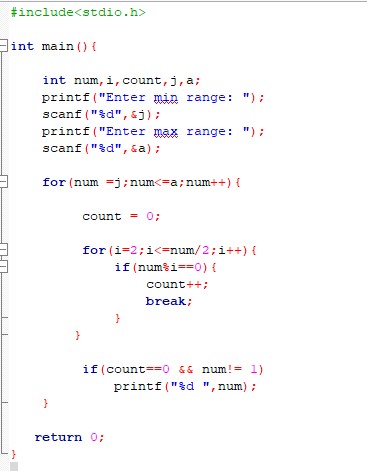 #include<stdio.h>
int main(){
int num,i,count,j,a;
printf("Enter min range: ");
scanf("%d",&j);
printf("Enter max range: ");
scanf("%d",&a);
for(num =j;num<=a;num++){
count = 0;
for(i=2;i<=num/2;i++){
if(num%i==0){
count++;
break;
}
}
if(count==0 && num!= 1)
printf("%d ",num);
}
return 0;
}